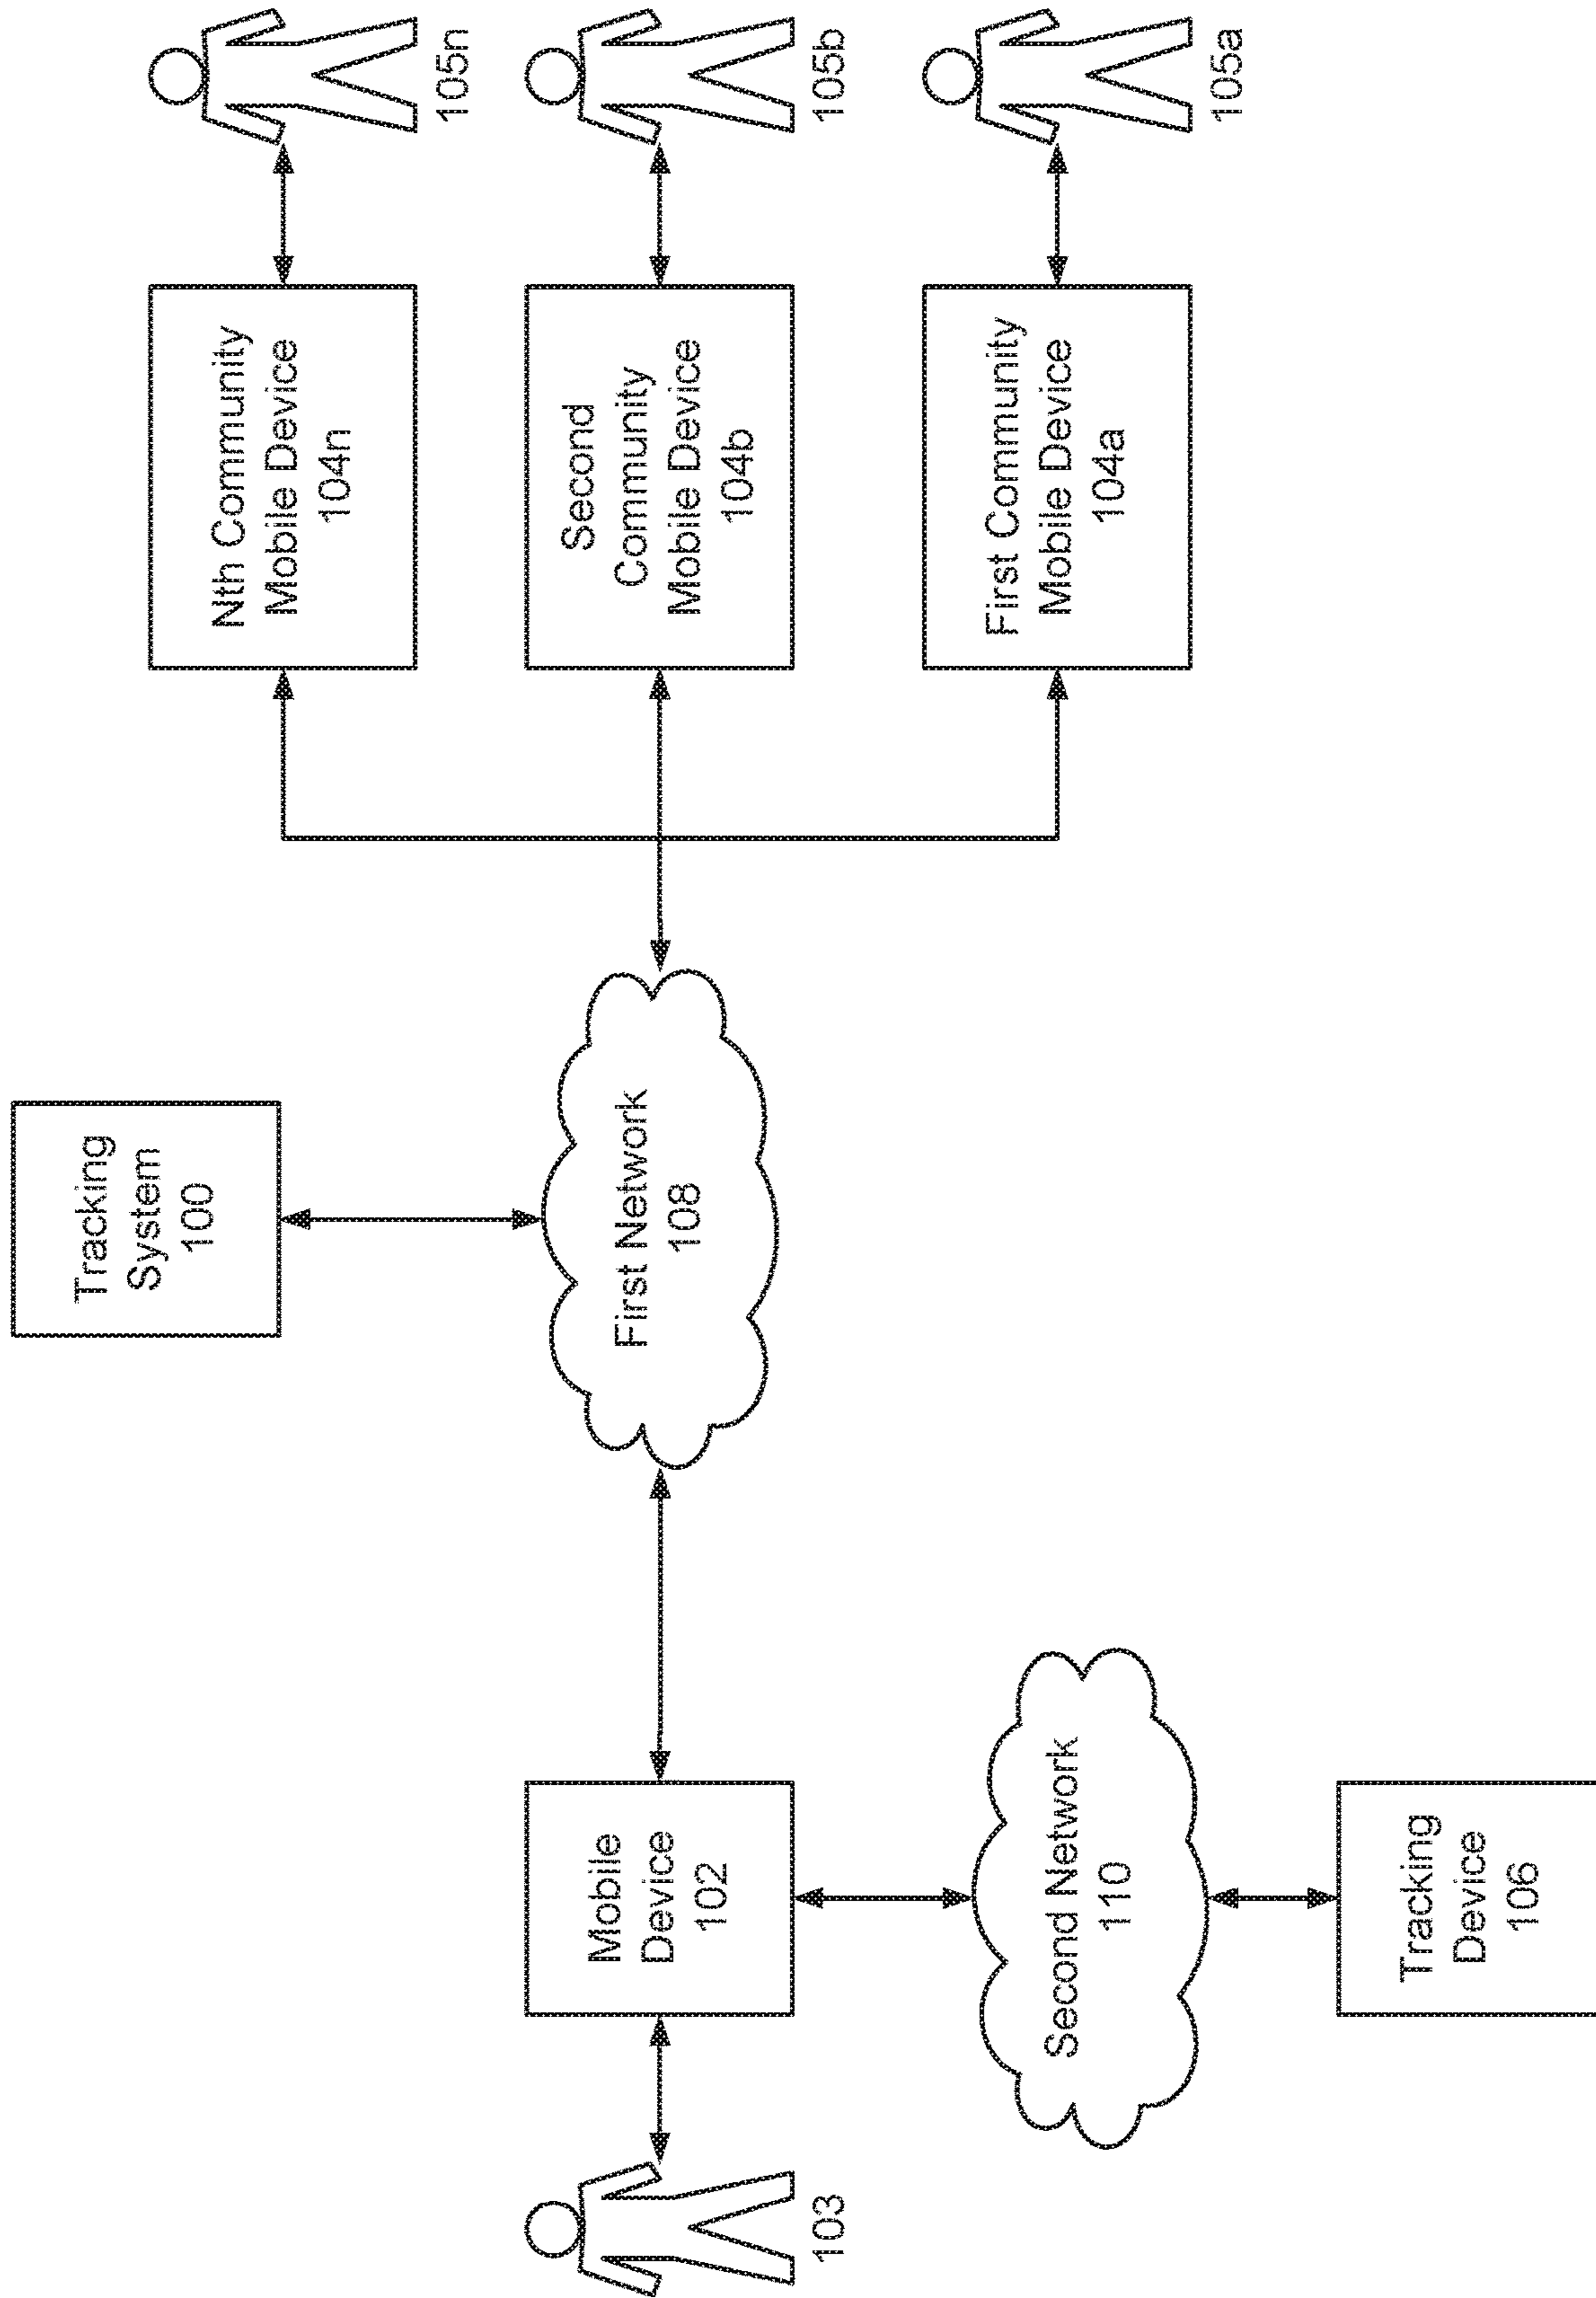 Tracking
System
100
Nth Community
Mobile Device
104n
105n
103
Mobile
Device
102
First Network
108
Second
Community
Mobile Device
104b
105b
Second Network
110
First Community
Mobile Device
104a
105a
Tracking
Device
106